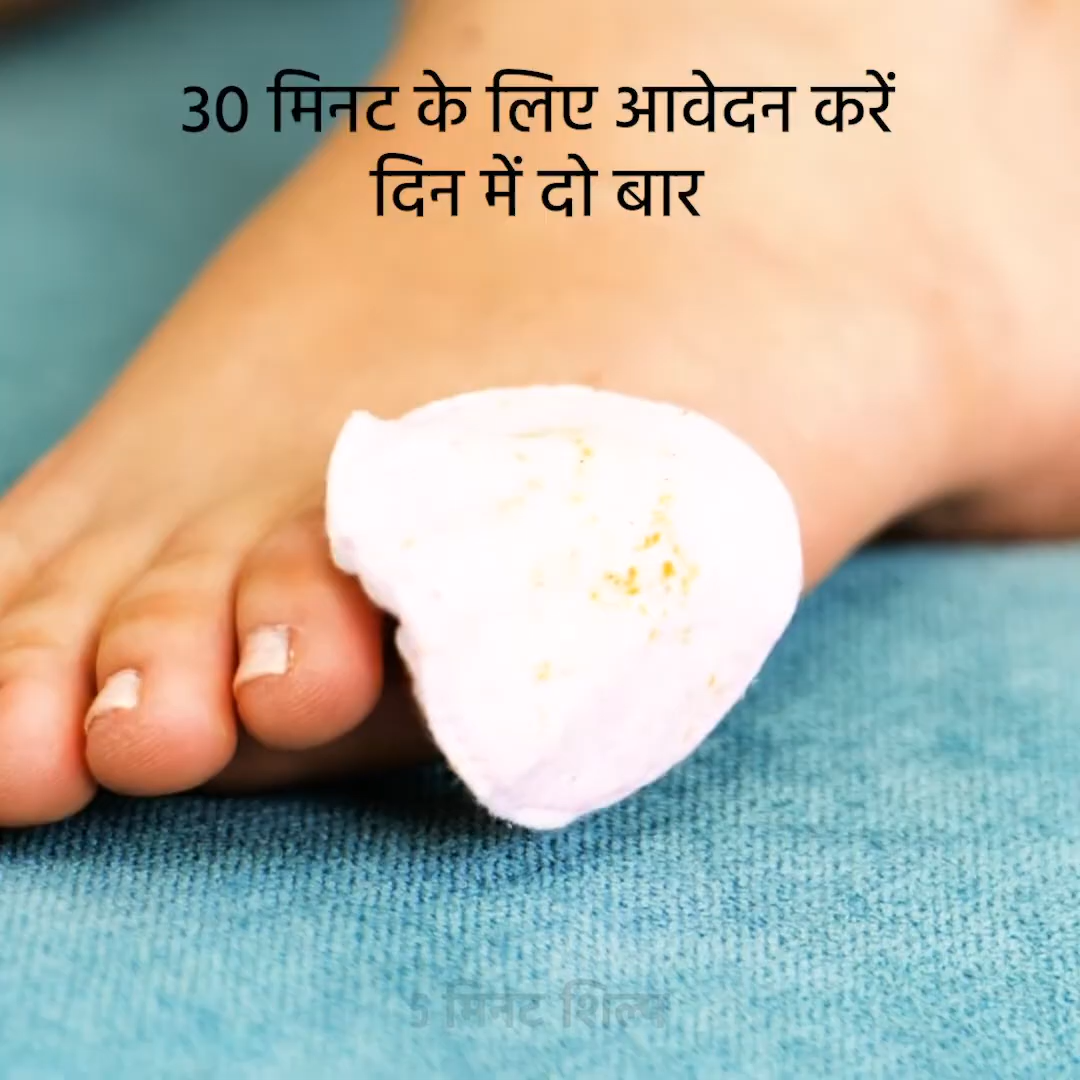 30 मिनट के लिए आवेदन करें
दिन में दो बार
5 मिनट शिल्प